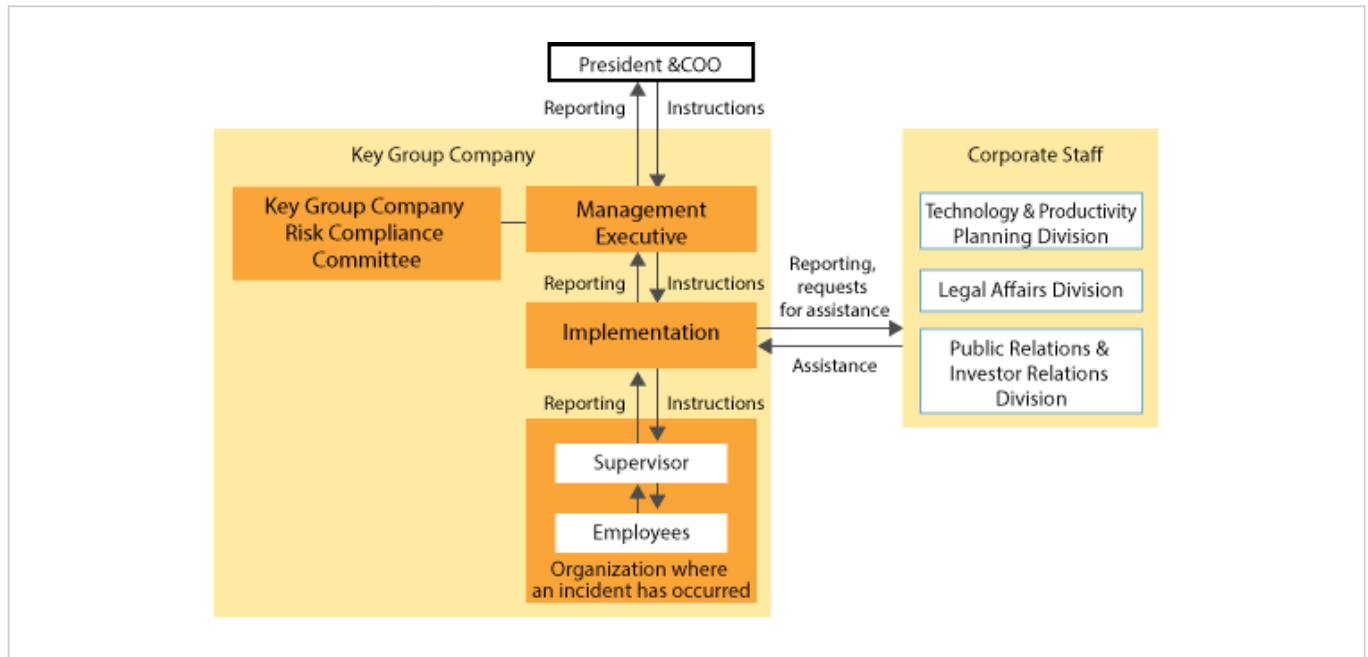 President &COO
Reporting
Instructions
Key Group Company
Corporate Staff
Key Group Company
Risk Compliance
Committee
Management
Executive
Technology & Productivity
Planning Division
Reporting
Instructions
Reporting,
requests
for assistance
Legal Affairs Division
Implementation
Public Relations &
Investor Relations
Division
Assistance
Reporting
Instructions
Supervisor
Employees
Organization where
an incident has occurred